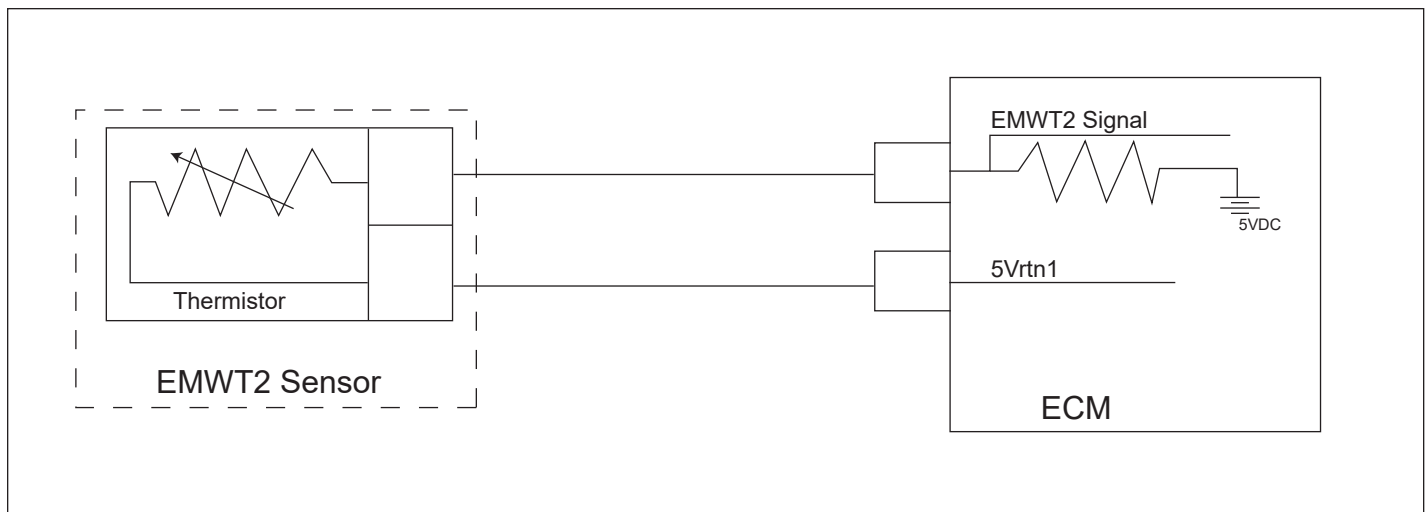 EMWT2 Signal
5VDC
5Vrtn1
Thermistor
EMWT2 Sensor
ECM